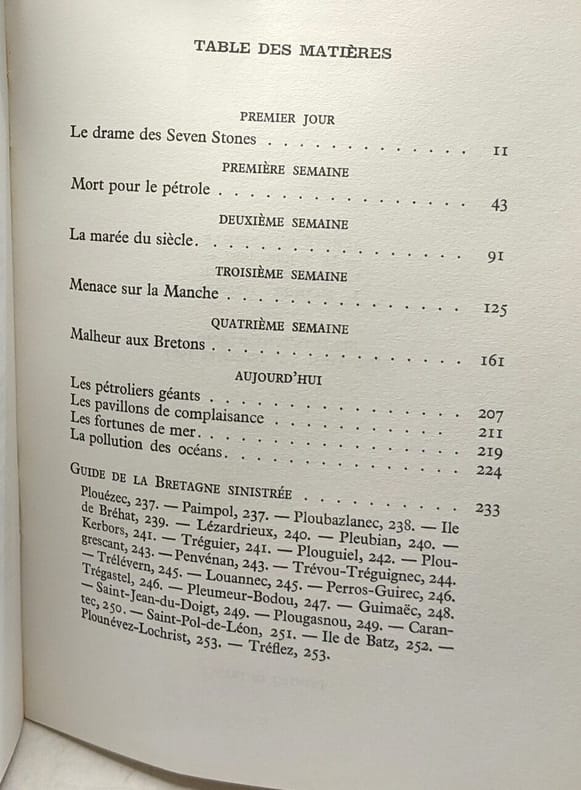 TABLE DES MATIÈRES
PREMIER JOUR
Le drame des Seven Stones . . . . . . . . . . . . . 11
PREMIÈRE SEMAINE
Mort pour le pétrole . . . . . . . . . . . . . . . . 43
DEUXIÈME SEMAINE
La marée du siècle. . . . . . . . . . . . . . . . . 91
TROISIÈME SEMAINE
Menace sur la Manche . . . . . . . . . . . . . . . 125
QUATRIÈME SEMAINE
Malheur aux Bretons . . . . . . . . . . . . . . . . 161
AUJOURD'HUI
Les pétroliers géants . . . . . . . . . . . . . . . 207
Les pavillons de complaisance . . . . . . . . . . . 211
Les fortunes de mer. . . . . . . . . . . . . . . . 219
La pollution des océans. . . . . . . . . . . . . . 224
GUIDE DE LA BRETAGNE SINISTRÉE . . . . . . . . . . 233
Plouézec, 237. — Paimpol, 237. — Ploubazlanec, 238. — Ile
de Bréhat, 239. — Lézardrieux, 240. — Pleubian, 240. —
Kerbors, 241. — Tréguier, 241. — Plouguiel, 242. — Plou-
grescant, 243. — Penvénan, 243. — Trévou-Tréguignec, 244.
— Trélévern, 245. — Louannec, 245. — Perros-Guirec, 246.
Trégastel, 246. — Pleumeur-Bodou, 247. — Guimaëc, 248.
— Saint-Jean-du-Doigt, 249. — Plougasnou, 249. — Caran-
tec, 250. — Saint-Pol-de-Léon, 251. — Ile de Batz, 252. —
Plounévez-Lochrist, 253. — Tréflez, 253.